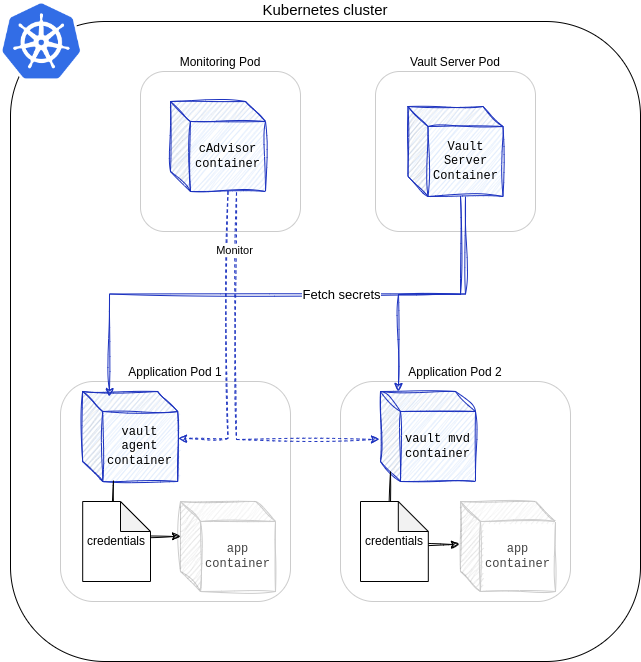 Kubernetes cluster
Monitoring Pod
Vault Server Pod
cAdvisor
container
Vault
Server
Container
Monitor
Fetch secrets
Application Pod 1
Application Pod 2
vault
agent
container
vault mvd
container
credentials
app
container
credentials
app
container